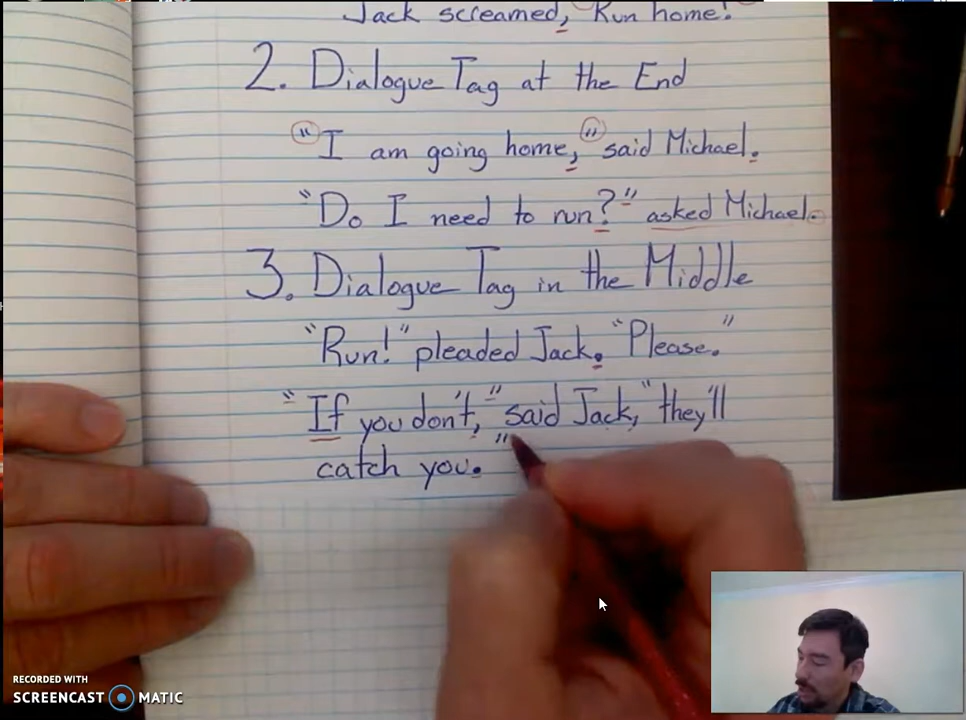 Jack screamed, "Run home!"
2. Dialogue Tag at the End
"I am going home," said Michael.
"Do I need to run?" asked Michael.
3. Dialogue Tag in the Middle
"Run!" pleaded Jack. "Please."
"If you don't," said Jack, "they'll
catch you."
RECORDED WITH
SCREENCAST MATIC